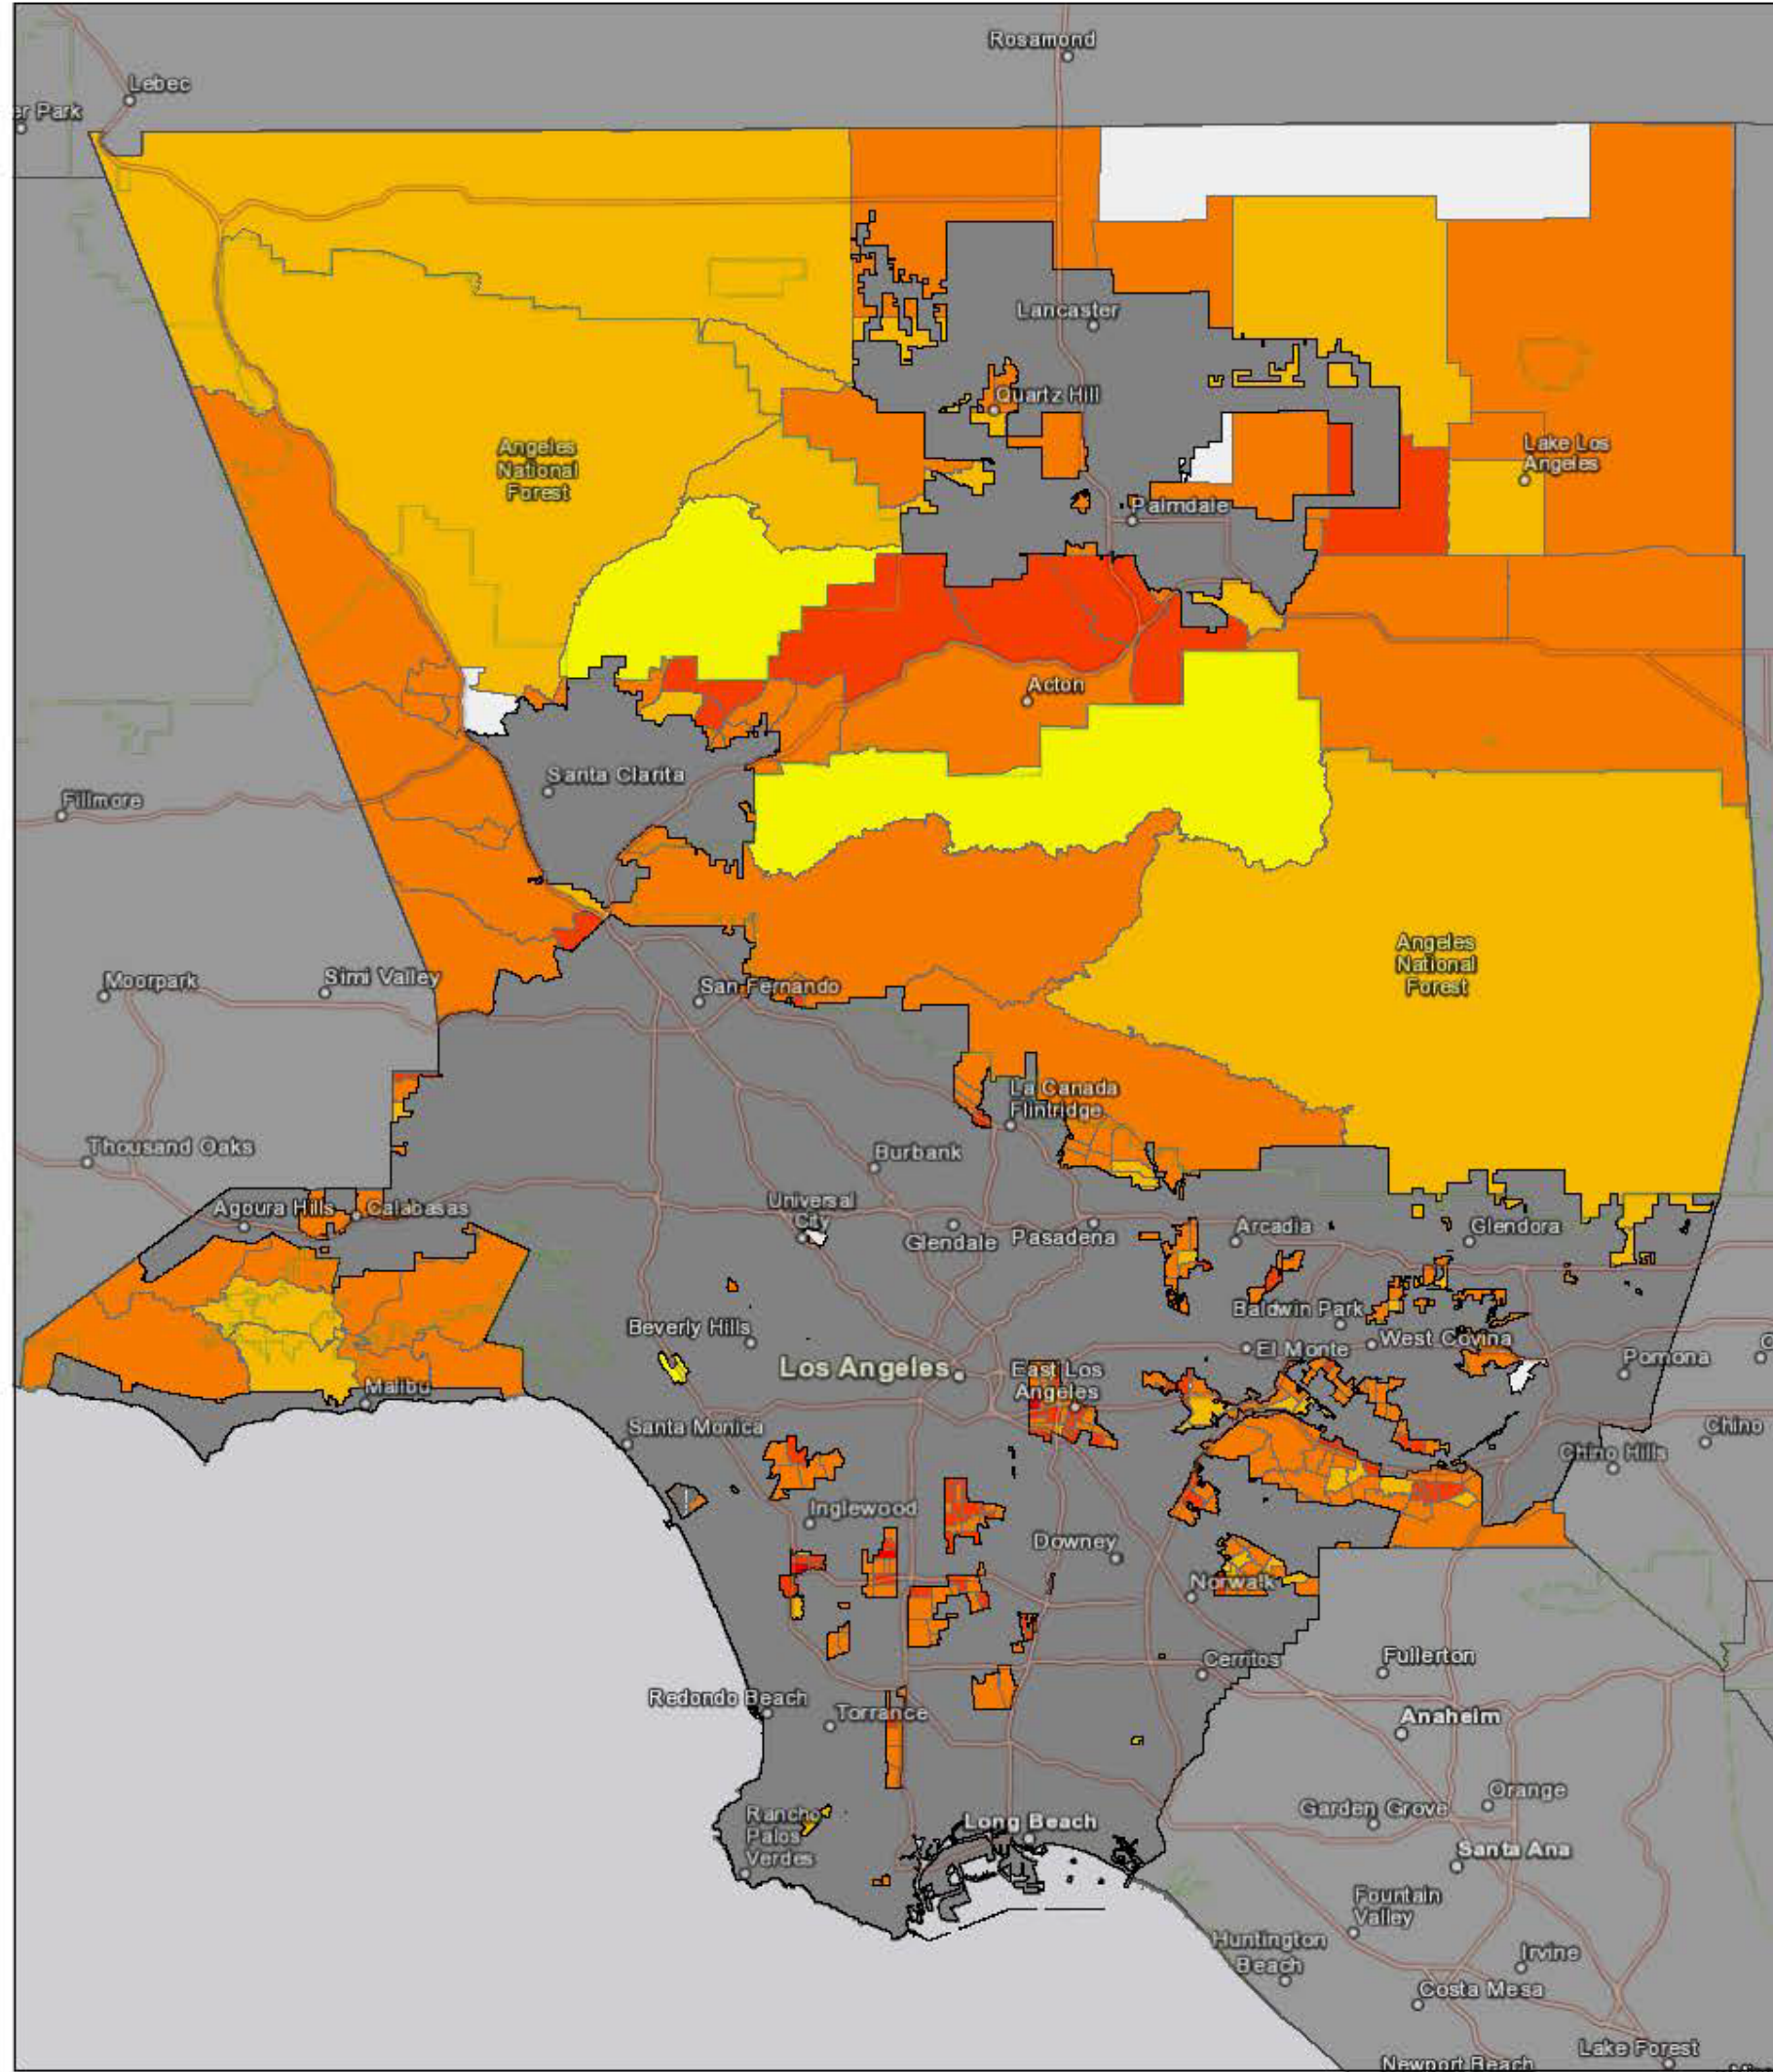 Rosamond
Lebec
er Park
Lancaster
Quartz Hill
Angeles
National
Forest
Lake Los
Angeles
Palmdale
Acton
Santa Clarita
Fillmore
Angeles
National
Forest
Moorpark
Simi Valley
San Fernando
La Canada
Flintridge
Thousand Oaks
Burbank
Agoura Hills
Calabasas
Universal
City
Glendale
Pasadena
Arcadia
Glendora
Baldwin Park
Beverly Hills
El Monte
West Covina
Los Angeles
East Los
Angeles
Pomona
Malibu
Santa Monica
Chino
Chino Hills
Inglewood
Downey
Norwalk
Cerritos
Fullerton
Redondo Beach
Torrance
Anaheim
Orange
Garden Grove
Rancho
Palos
Verdes
Long Beach
Santa Ana
Fountain
Valley
Huntington
Beach
Irvine
Costa Mesa
Lake Forest
Newport Beach